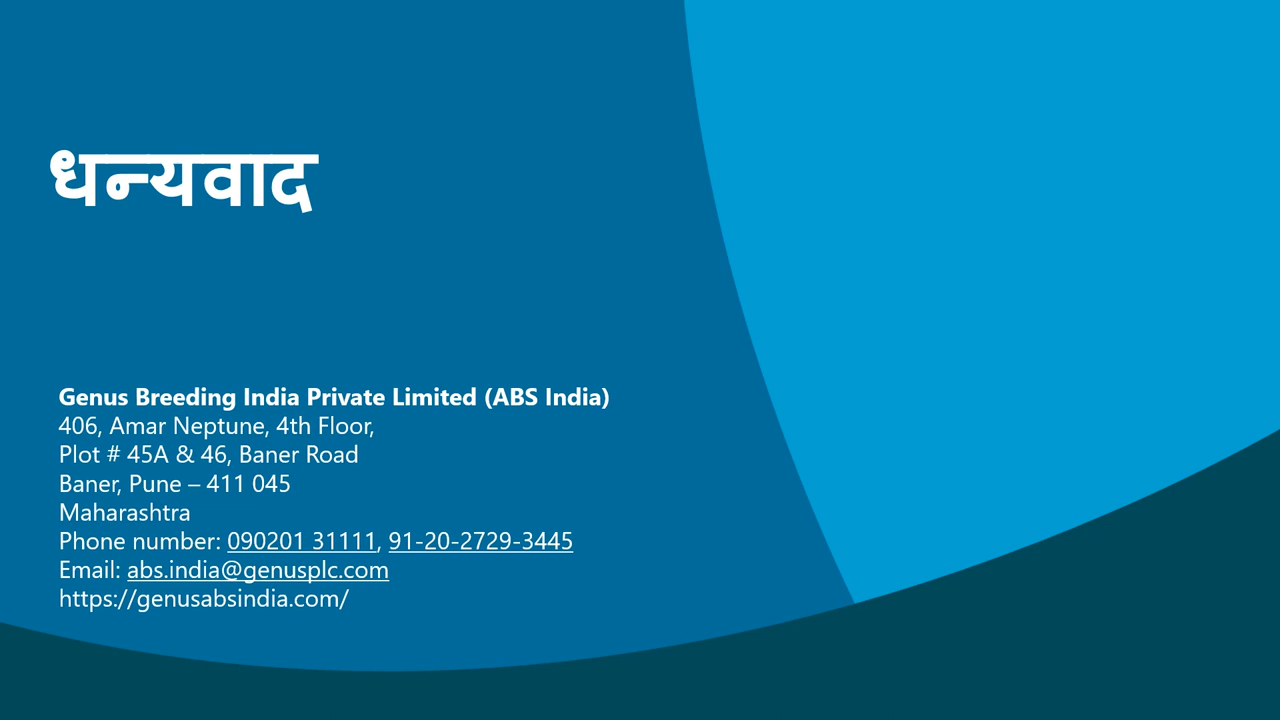 धन्यवाद
Genus Breeding India Private Limited (ABS India)
406, Amar Neptune, 4th Floor,
Plot # 45A & 46, Baner Road
Baner, Pune – 411 045
Maharashtra
Phone number: 090201 31111, 91-20-2729-3445
Email: abs.india@genusplc.com
https://genusabsindia.com/